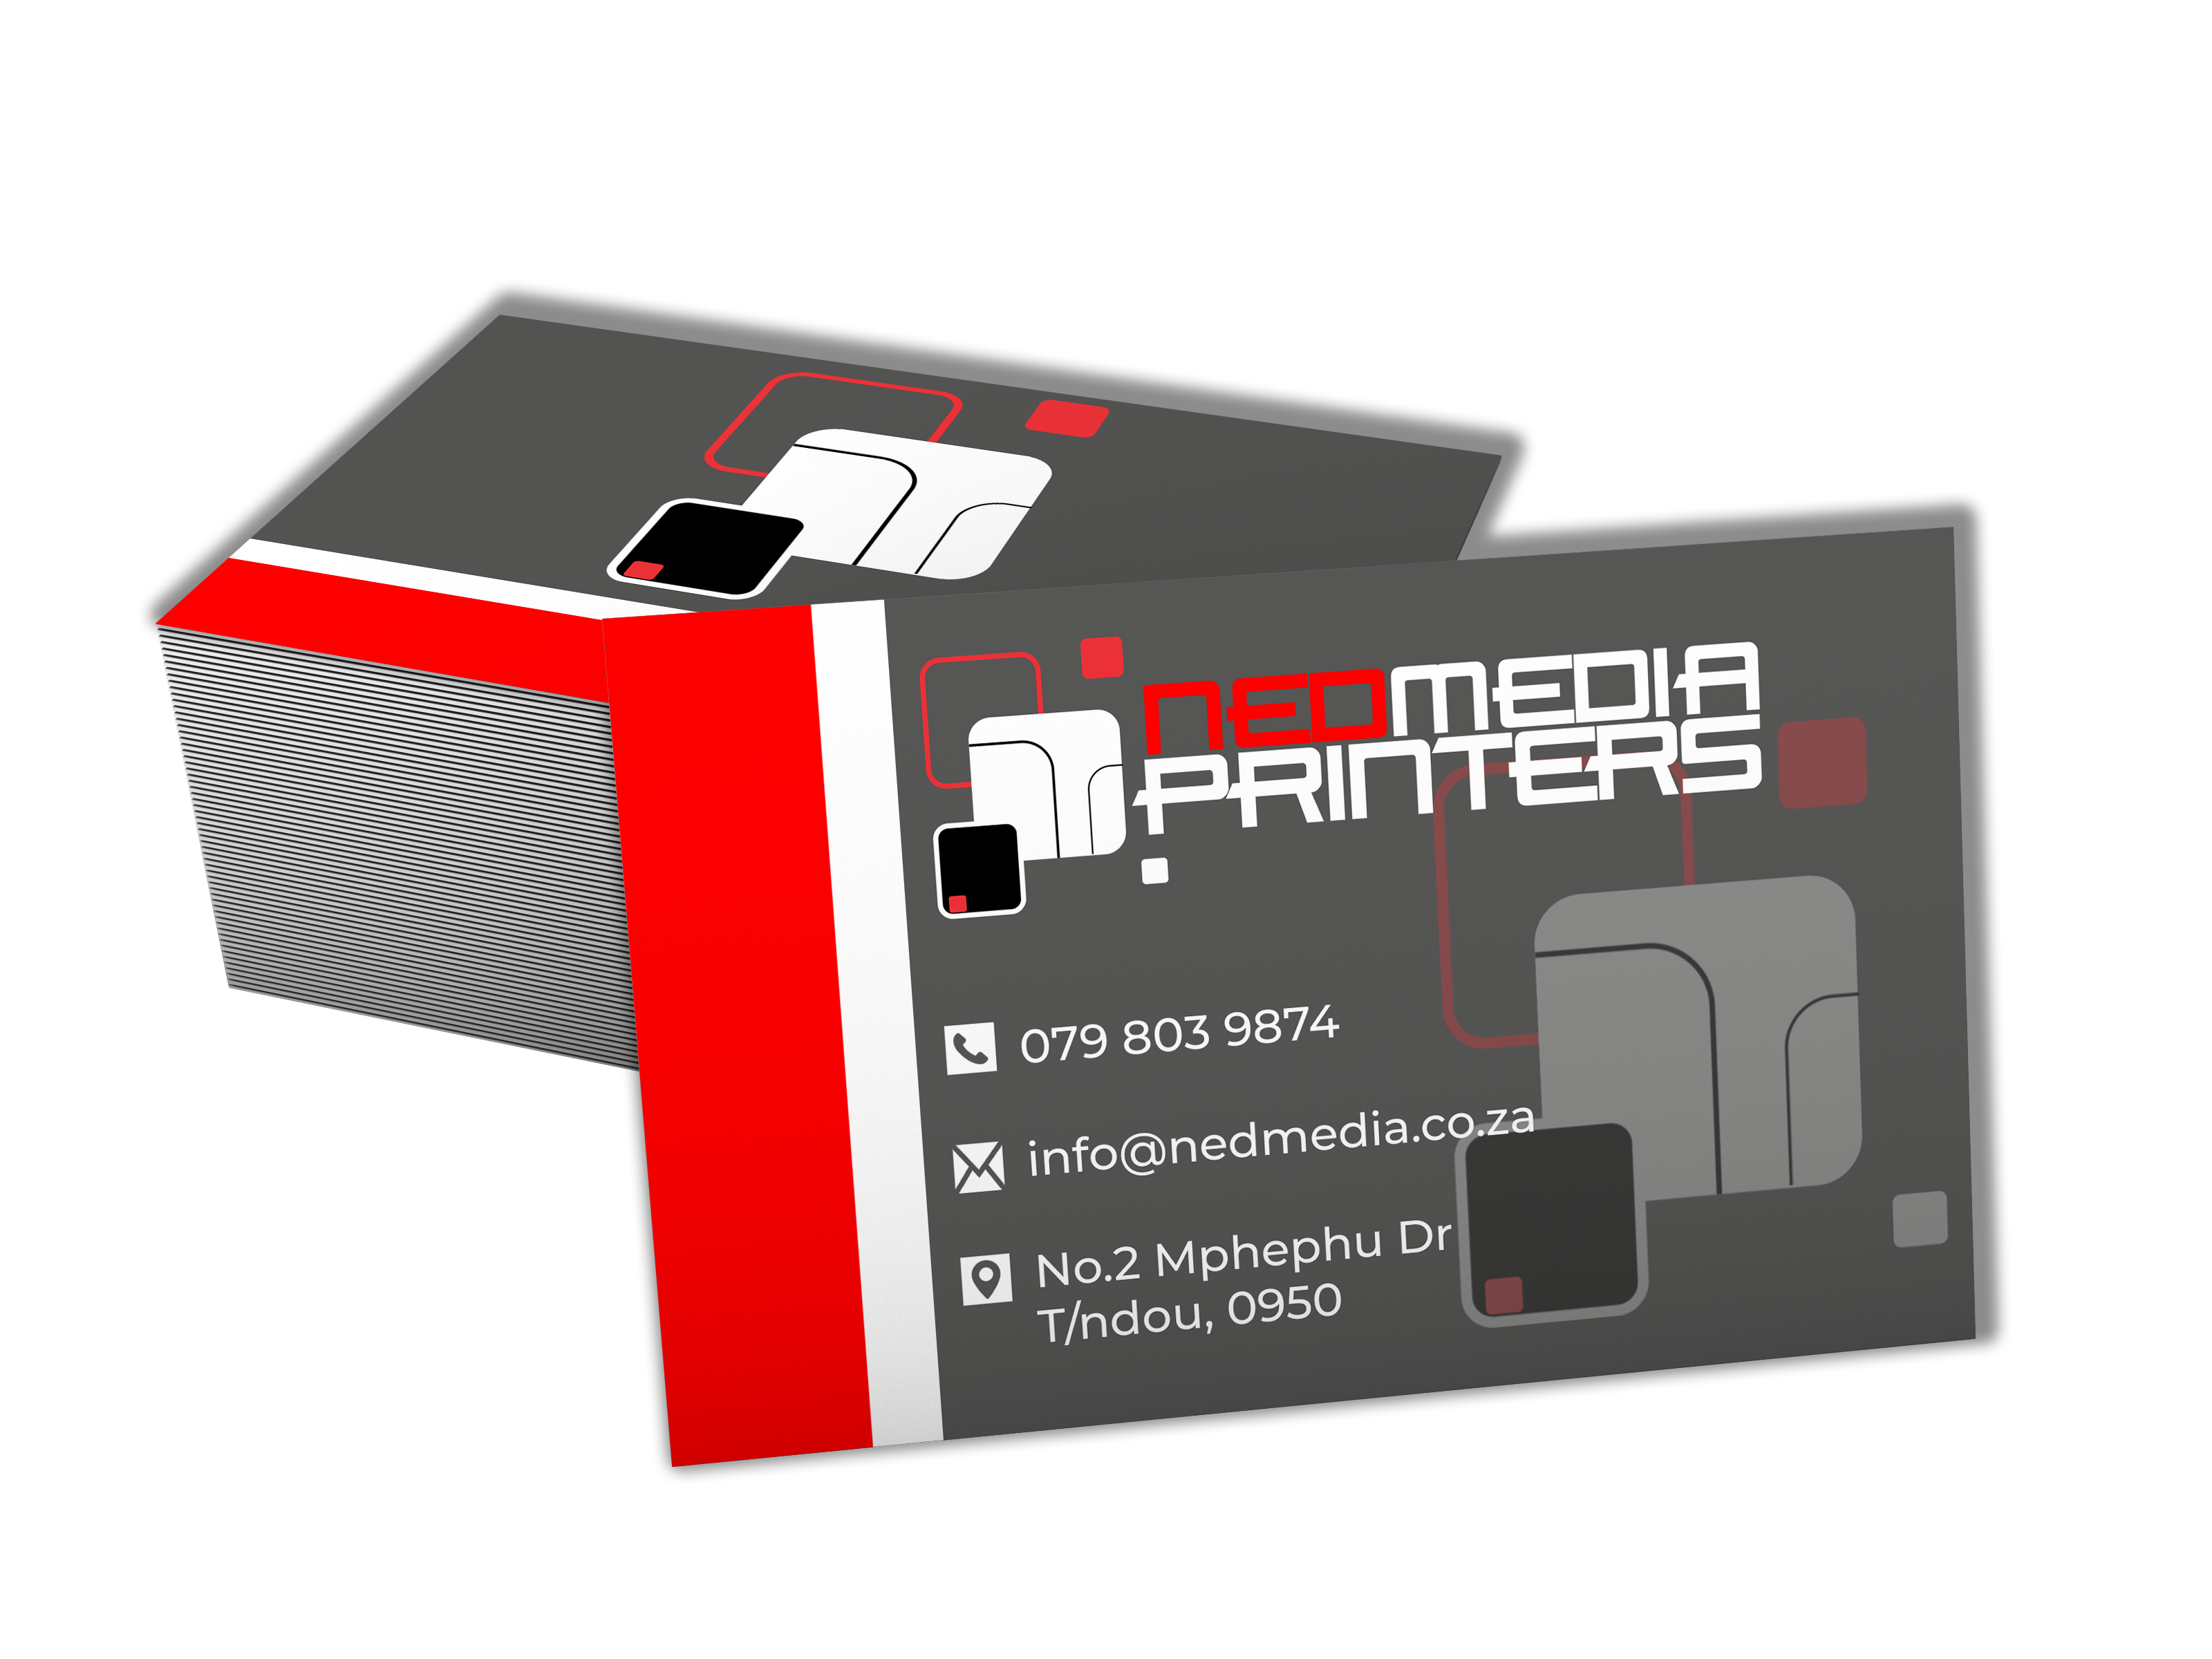 NEDMEDIA
PRINTERS
079 803 9874
info@nedmedia.co.za
No.2 Mphephu Dr
T/ndou, 0950